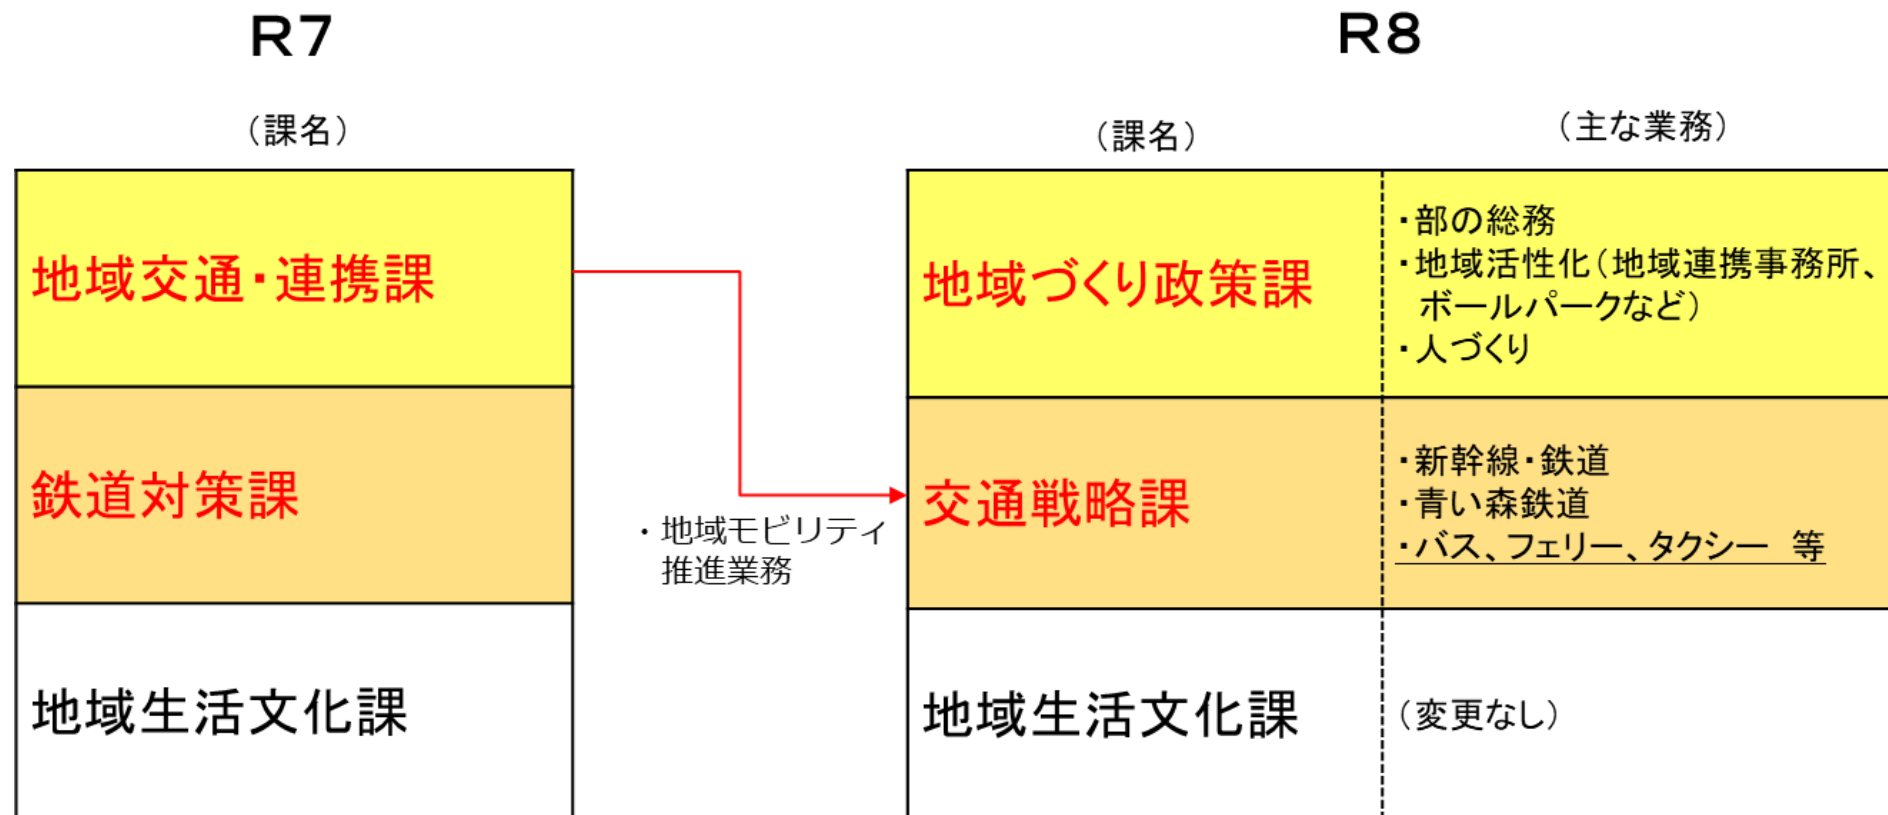 R7
(課名)
地域交通・連携課
鉄道対策課
地域生活文化課
・地域モビリティ
推進業務
R8
(課名)
(主な業務)
地域づくり政策課
・部の総務
・地域活性化(地域連携事務所、
ボールパークなど)
・人づくり
交通戦略課
・新幹線・鉄道
・青い森鉄道
・バス、フェリー、タクシー 等
地域生活文化課
(変更なし)